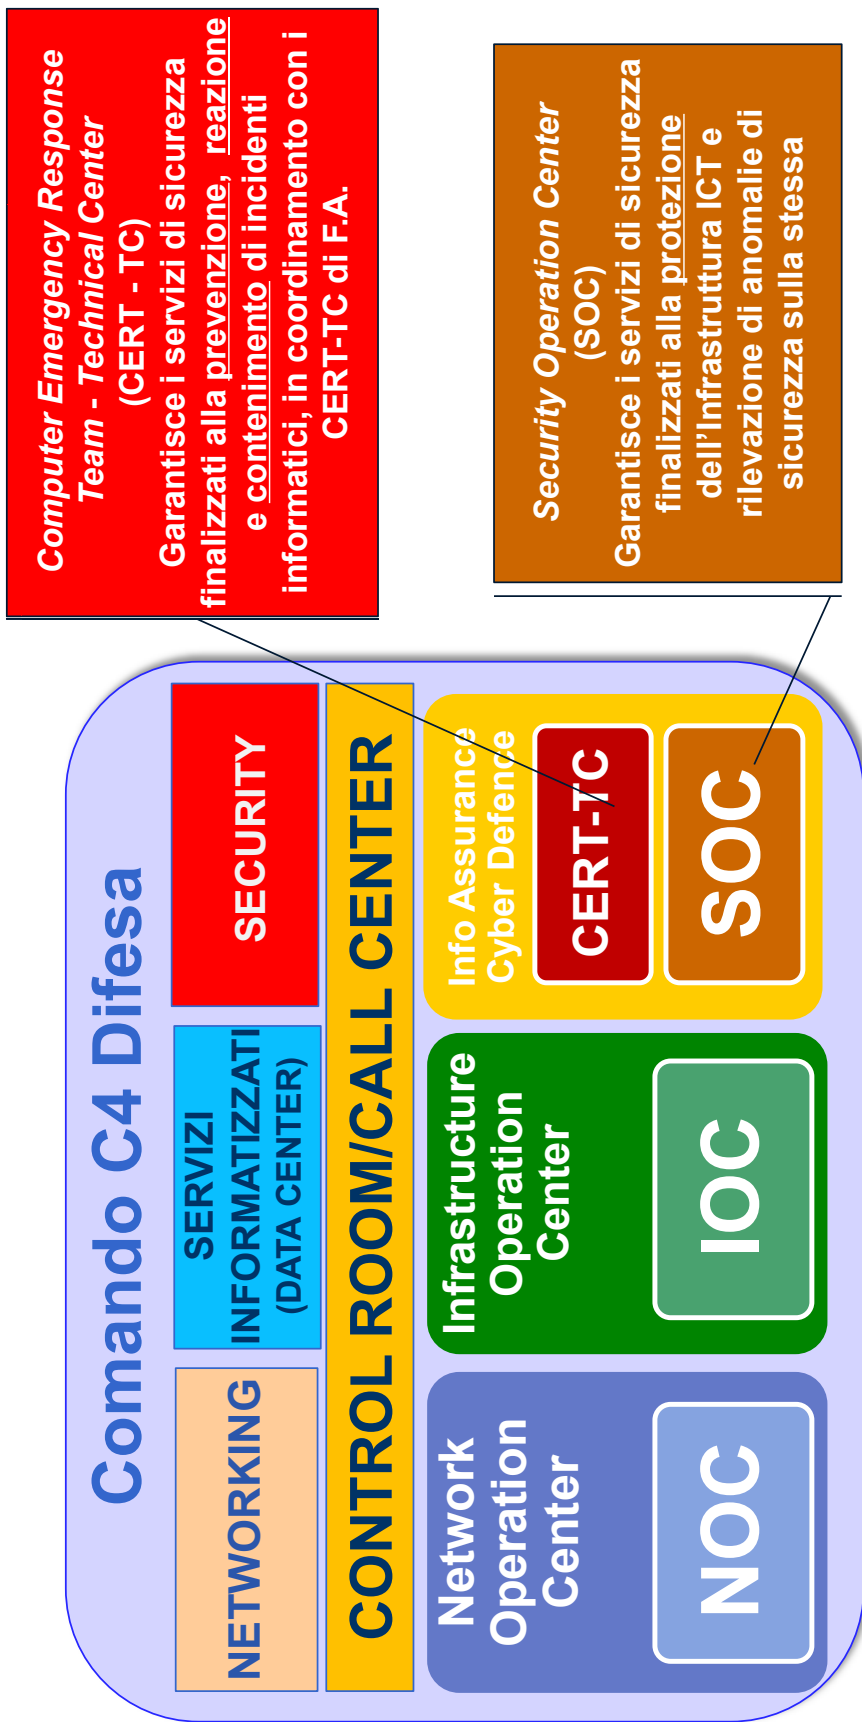 Comando C4 Difesa
NETWORKING
SERVIZI
INFORMATIZZATI
(DATA CENTER)
SECURITY
CONTROL ROOM/CALL CENTER
Network
Operation
Center
NOC
Infrastructure
Operation
Center
IOC
Info Assurance
Cyber Defence
CERT-TC
SOC
Computer Emergency Response
Team - Technical Center
(CERT - TC)
Garantisce i servizi di sicurezza
finalizzati alla prevenzione, reazione
e contenimento di incidenti
informatici, in coordinamento con i
CERT-TC di F.A.
Security Operation Center
(SOC)
Garantisce i servizi di sicurezza
finalizzati alla protezione
dell’Infrastruttura ICT e
rilevazione di anomalie di
sicurezza sulla stessa